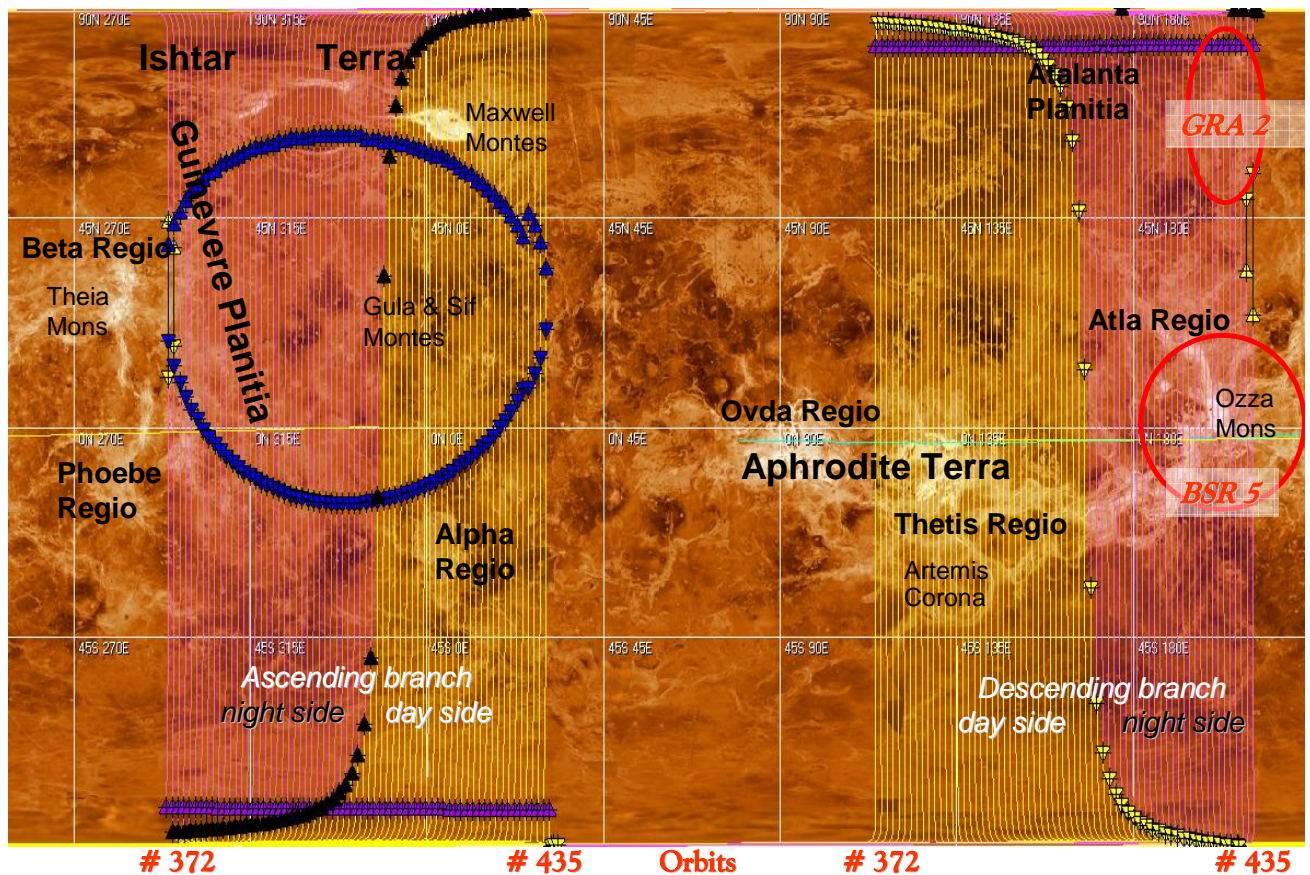 90N 270E
90N 315E
90N 45E
90N 90E
90N 135E
90N 180E
Ishtar Terra
Atalanta
Planitia
Maxwell
Montes
GRA 2
Guinevere Planitia
45N 270E
45N 315E
45N 0E
45N 45E
45N 90E
45N 135E
45N 180E
Beta Regio
Theia
Mons
Gula & Sif
Montes
Atla Regio
Ozza
Mons
Ovda Regio
0N 270E
0N 315E
0N 0E
0N 45E
0N 90E
0N 135E
0N 180E
Phoebe
Regio
Aphrodite Terra
BSR 5
Alpha
Regio
Thetis Regio
Artemis
Corona
45S 270E
45S 315E
45S 0E
45S 45E
45S 90E
45S 135E
45S 180E
Ascending branch
night side day side
Descending branch
day side night side
# 372
# 435
Orbits
# 372
# 435